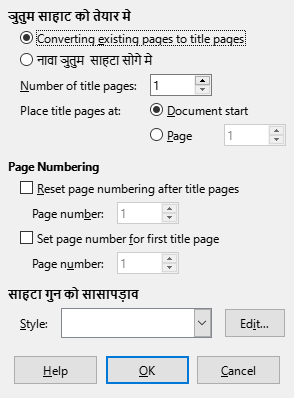 ञुतुम साहाट को तेयार मे
Converting existing pages to title pages
नावा ञुतुम साहटा सोगे मे
Number of title pages: 1
Place title pages at: Document start
Page 1
Page Numbering
Reset page numbering after title pages
Page number: 1
Set page number for first title page
Page number: 1
साहटा गुन को सासापड़ाव
Style: Edit...
Help OK Cancel